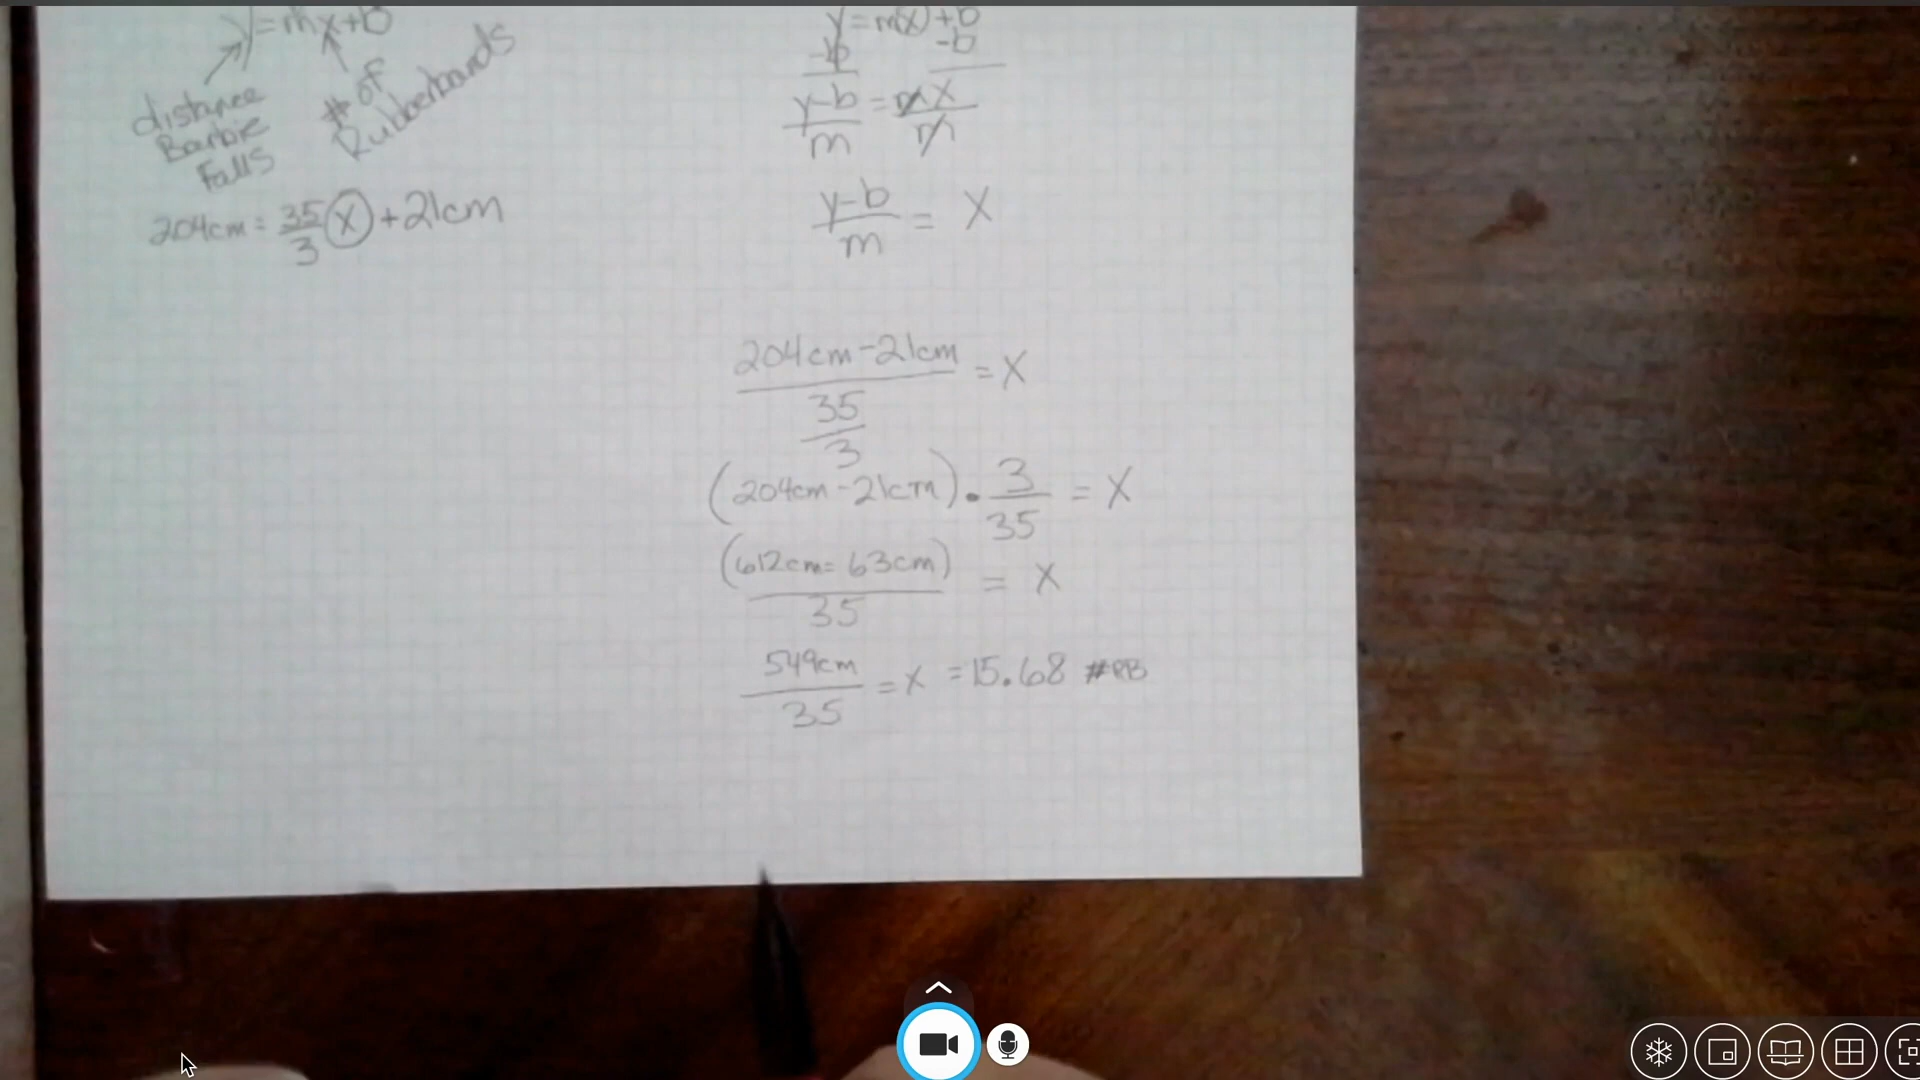 y=mx+b
distance
Barbie
Falls
# of
Rubberbands
204cm = 35/3 (x) + 21cm
y=m(x)+b
-b -b
y-b = mx
m m
y-b = x
m
204cm - 21cm = x
35
3
(204cm - 21cm) • 3 = x
35
(612cm = 63cm) = x
35
549cm = x = 15.68 #RB
35